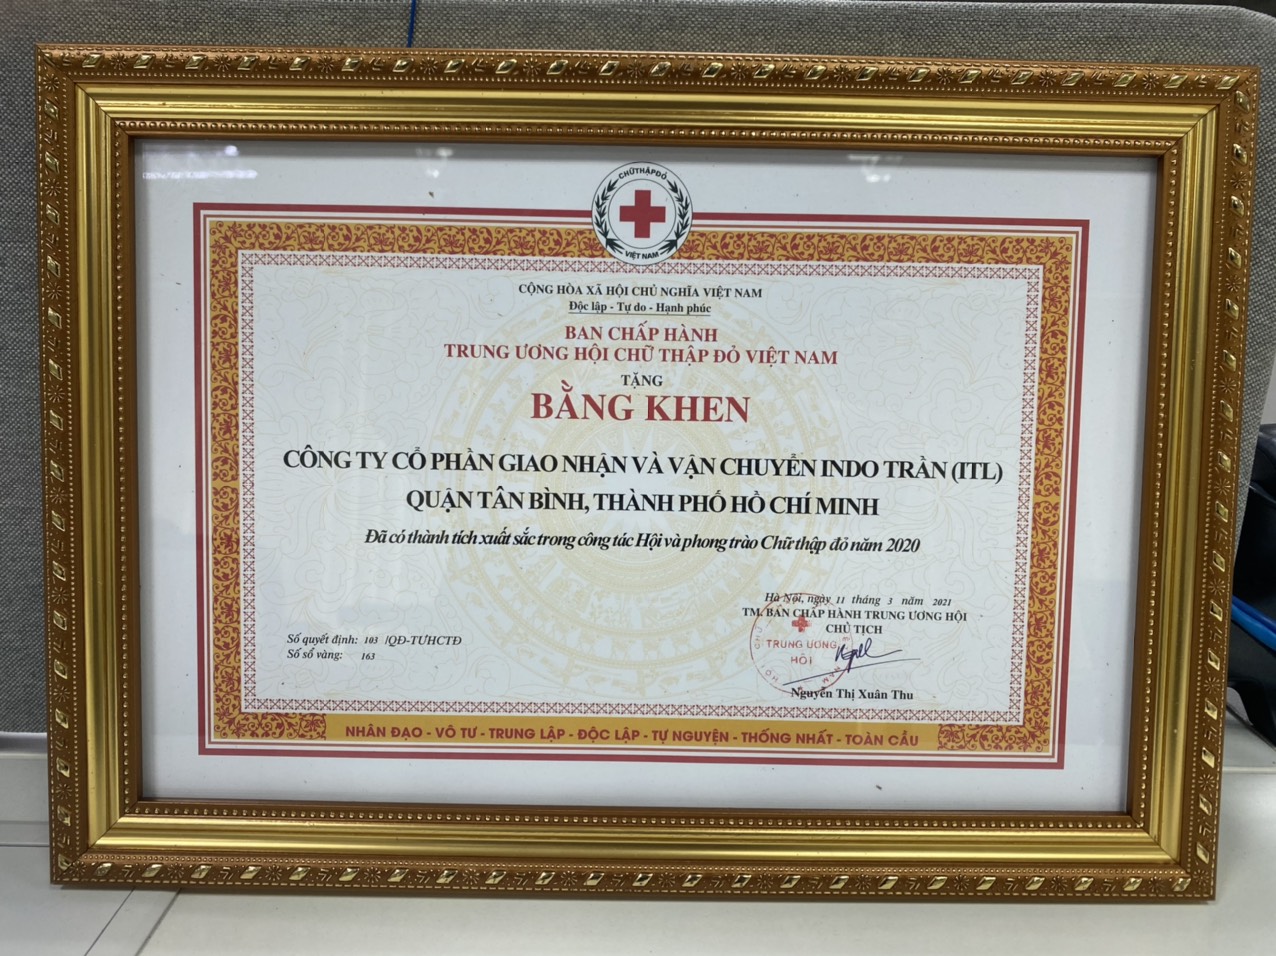 CHỮ THẬP ĐỎ
VIỆT NAM
CỘNG HÒA XÃ HỘI CHỦ NGHĨA VIỆT NAM
Độc lập - Tự do - Hạnh phúc
BAN CHẤP HÀNH
TRUNG ƯƠNG HỘI CHỮ THẬP ĐỎ VIỆT NAM
TẶNG
BẰNG KHEN
CÔNG TY CỔ PHẦN GIAO NHẬN VÀ VẬN CHUYỂN INDO TRẦN (ITL)
QUẬN TÂN BÌNH, THÀNH PHỐ HỒ CHÍ MINH
Đã có thành tích xuất sắc trong công tác Hội và phong trào Chữ thập đỏ năm 2020
Hà Nội, ngày 11 tháng 3 năm 2021
TM. BAN CHẤP HÀNH TRUNG ƯƠNG HỘI
CHỦ TỊCH
TRUNG ƯƠNG
HỘI
Nguyễn Thị Xuân Thu
Số quyết định: 103 /QĐ-TUHCTĐ
Số sổ vàng: 163
NHÂN ĐẠO - VÔ TƯ - TRUNG LẬP - ĐỘC LẬP - TỰ NGUYỆN - THỐNG NHẤT - TOÀN CẦU